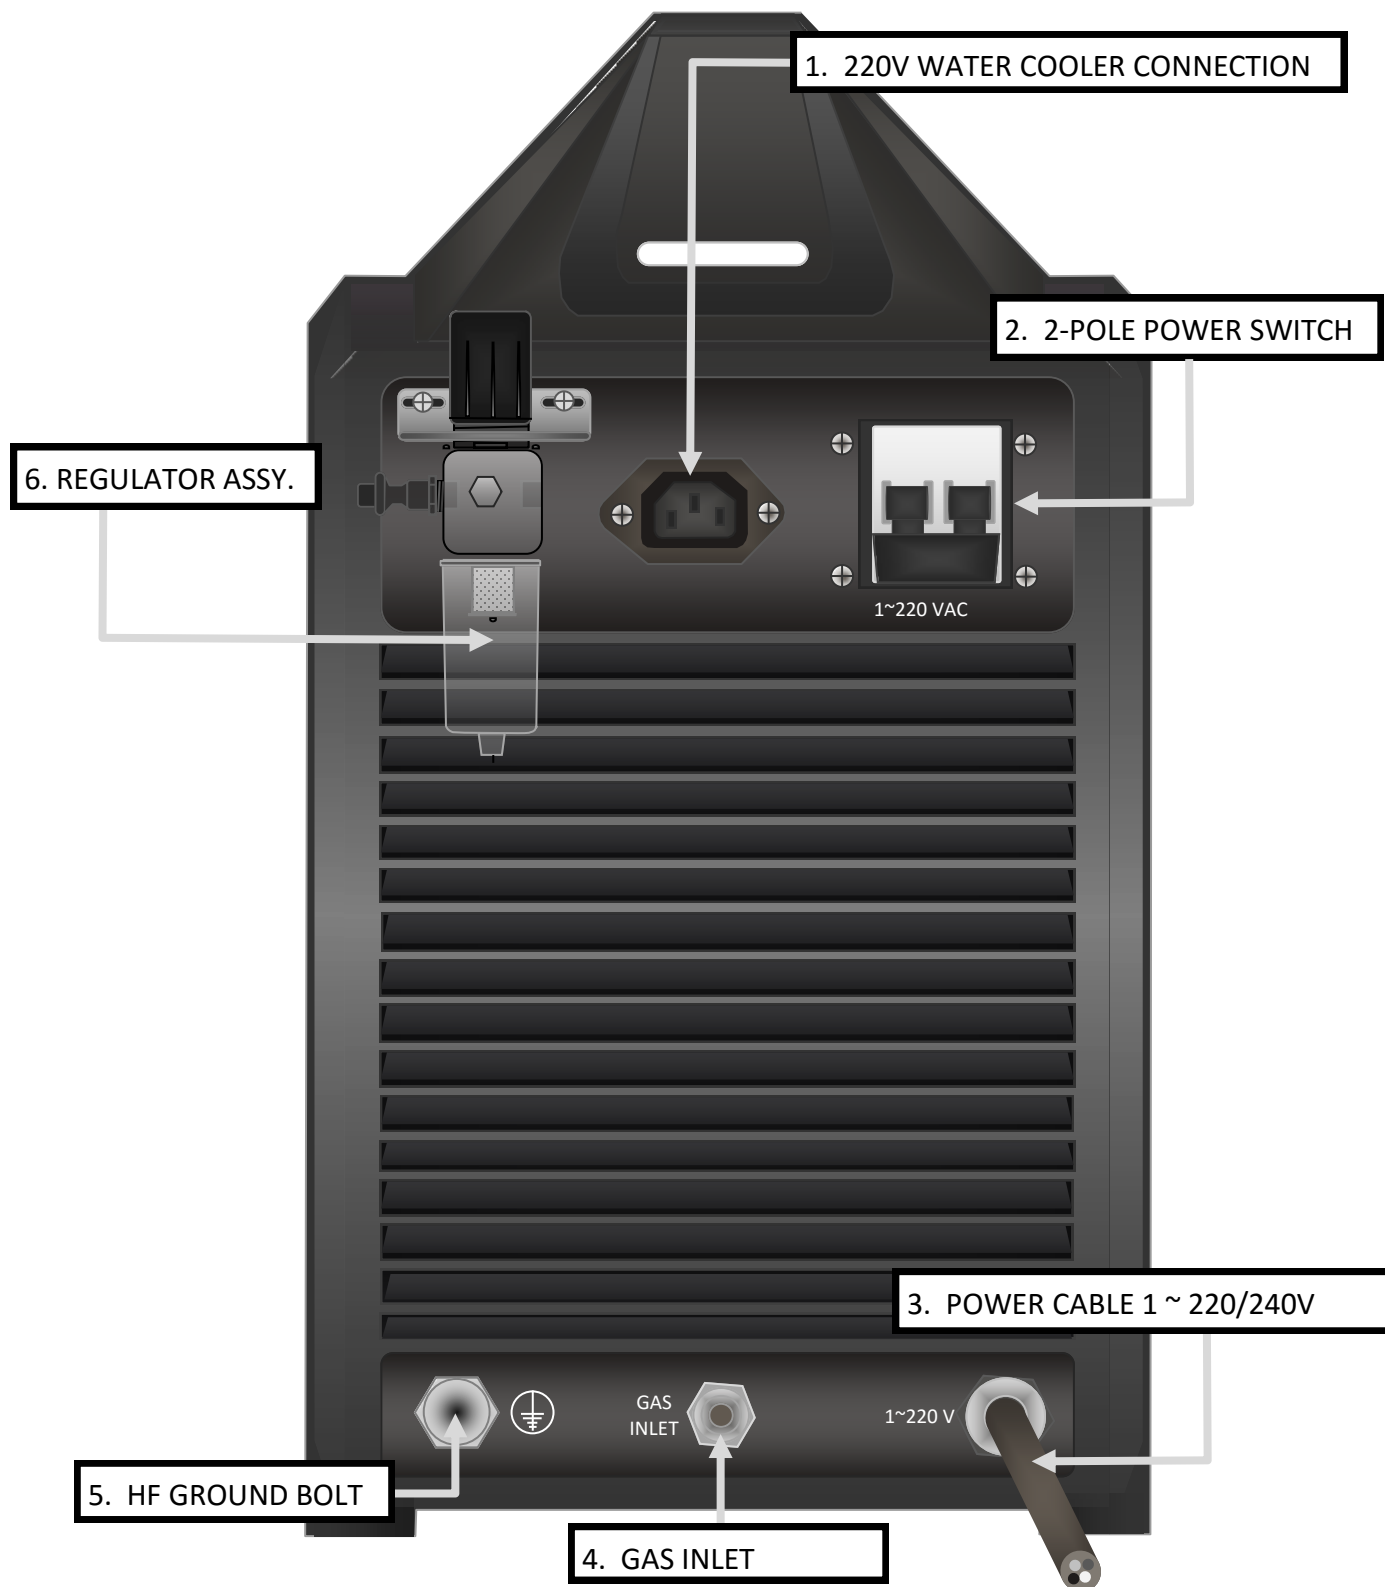 1. 220V WATER COOLER CONNECTION
2. 2-POLE POWER SWITCH
6. REGULATOR ASSY.
1~220 VAC
3. POWER CABLE 1 ~ 220/240V
GAS
INLET
1~220 V
5. HF GROUND BOLT
4. GAS INLET